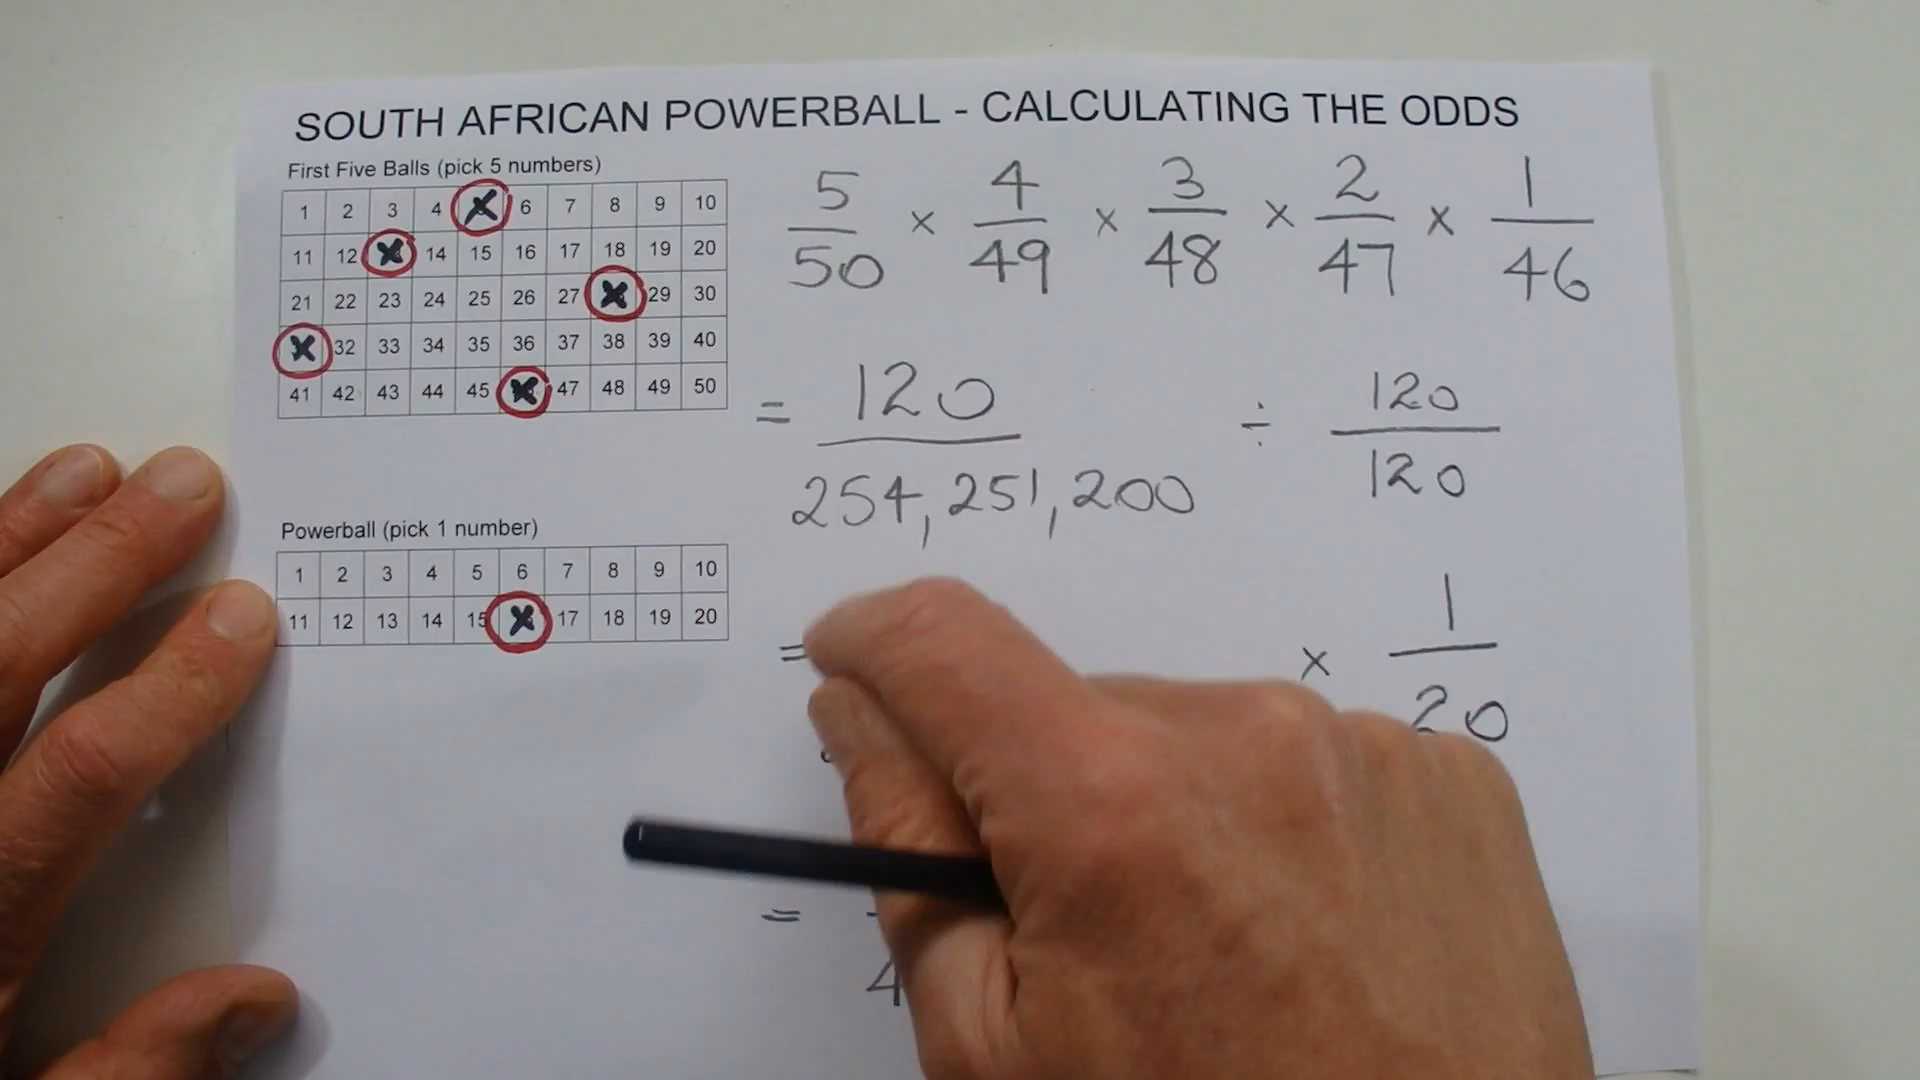 SOUTH AFRICAN POWERBALL - CALCULATING THE ODDS
First Five Balls (pick 5 numbers)
1 2 3 4 6 7 8 9 10
11 12 14 15 16 17 18 19 20
21 22 23 24 25 26 27 29 30
32 33 34 35 36 37 38 39 40
41 42 43 44 45 47 48 49 50
5/50 × 4/49 × 3/48 × 2/47 × 1/46
= 120/254,251,200 ÷ 120/120
Powerball (pick 1 number)
1 2 3 4 5 6 7 8 9 10
11 12 13 14 15 17 18 19 20
= × 1/20
=
4